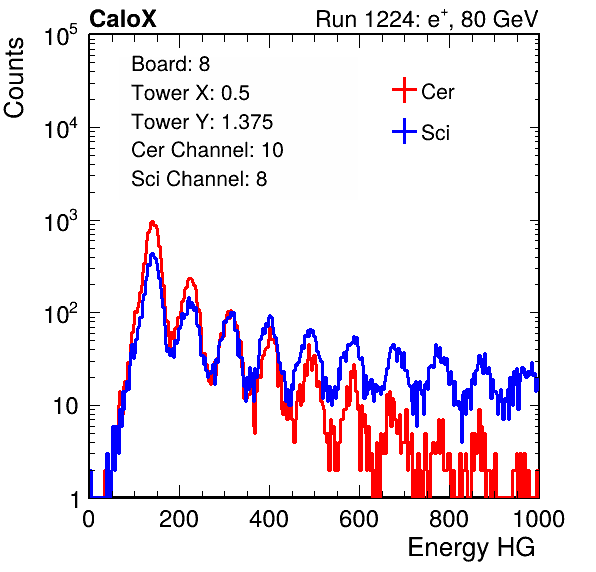 CaloX Run 1224: e⁺, 80 GeV
Counts
Board: 8
Tower X: 0.5
Tower Y: 1.375
Cer Channel: 10
Sci Channel: 8
Cer
Sci
10⁵
10⁴
10³
10²
10
1
0 200 400 600 800 1000
Energy HG